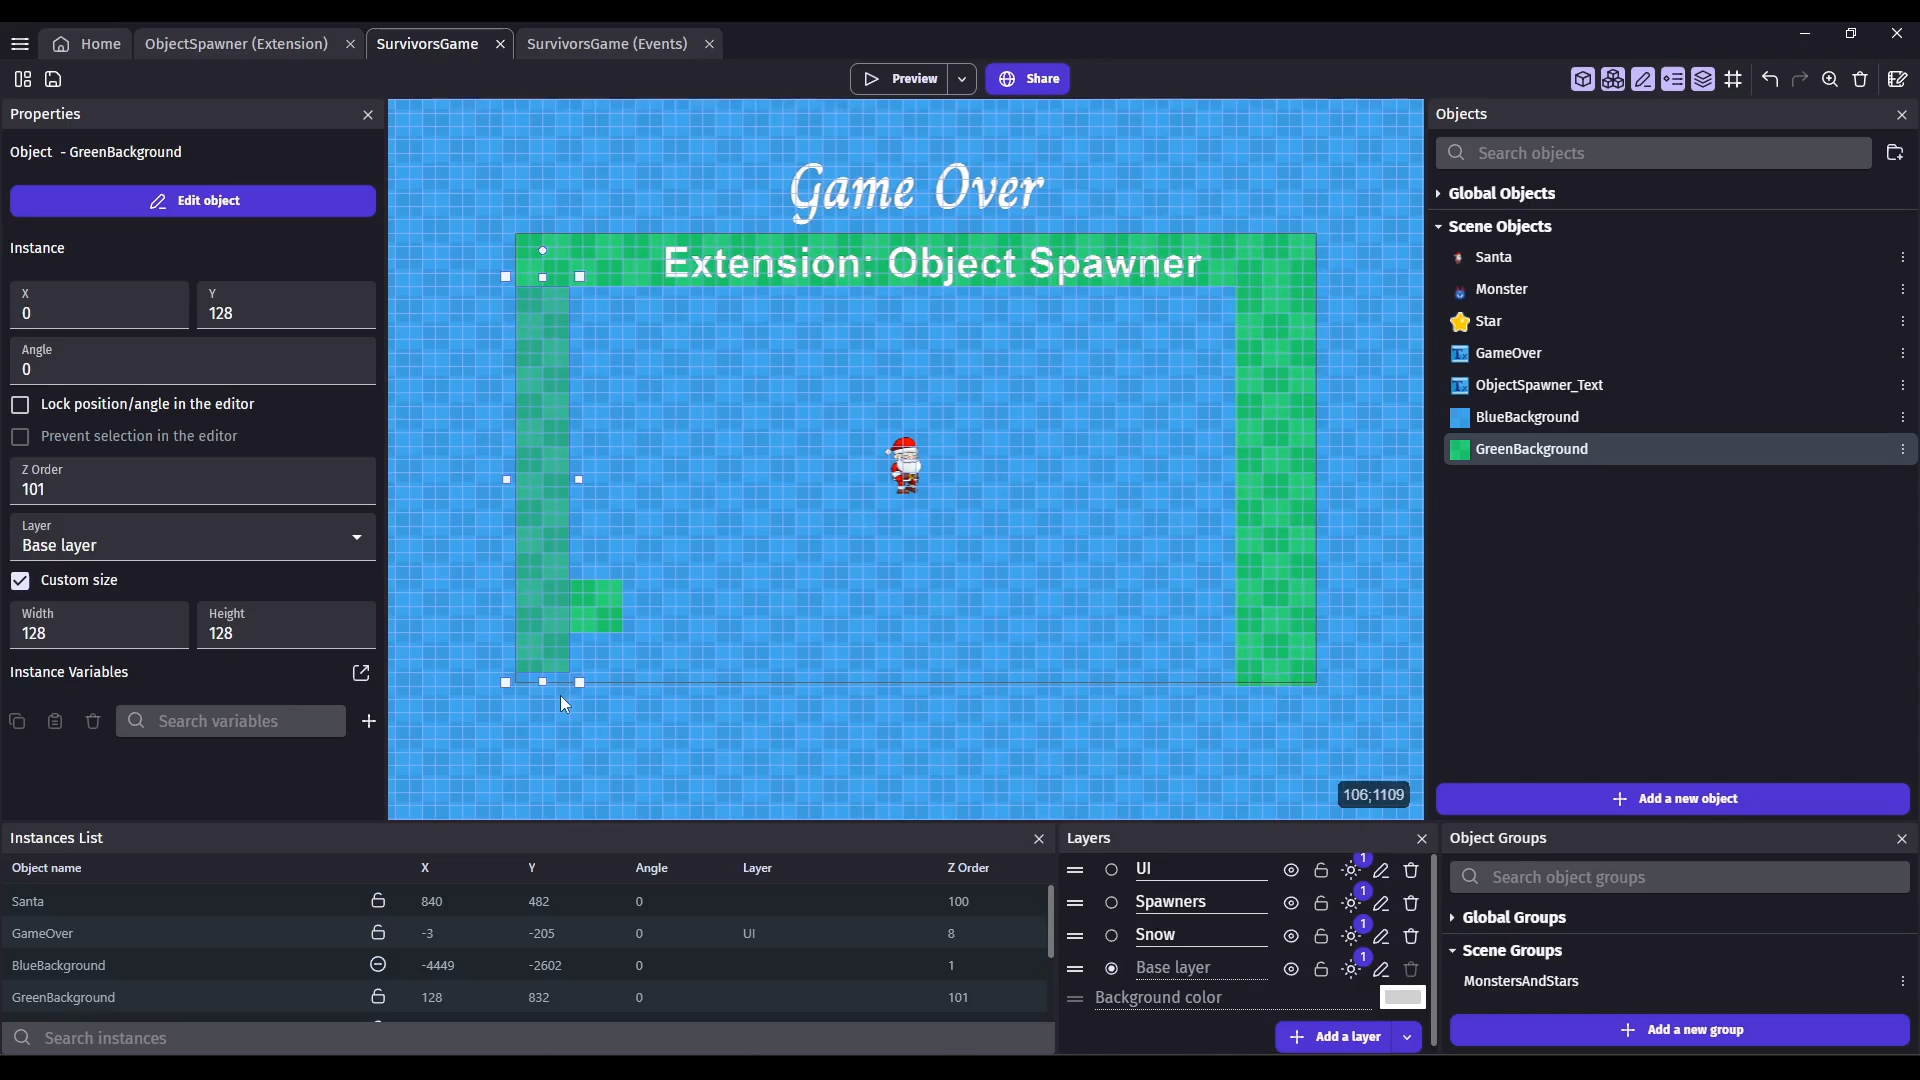 Home
ObjectSpawner (Extension)
SurvivorsGame
SurvivorsGame (Events)
Preview
Share
Properties
Object - GreenBackground
Edit object
Instance
X
0
Y
128
Angle
0
Lock position/angle in the editor
Prevent selection in the editor
Z Order
101
Layer
Base layer
Custom size
Width
128
Height
128
Instance Variables
Search variables
Game Over
Extension: Object Spawner
106;1109
Objects
Search objects
Global Objects
Scene Objects
Santa
Monster
Star
GameOver
ObjectSpawner_Text
BlueBackground
GreenBackground
Add a new object
Instances List
Object name X Y Angle Layer Z Order
Santa 840 482 0 100
GameOver -3 -205 0 UI 8
BlueBackground -4449 -2602 0 1
GreenBackground 128 832 0 101
Search instances
Layers
UI 1
Spawners 1
Snow 1
Base layer 1
Background color
Add a layer
Object Groups
Search object groups
Global Groups
Scene Groups
MonstersAndStars
Add a new group